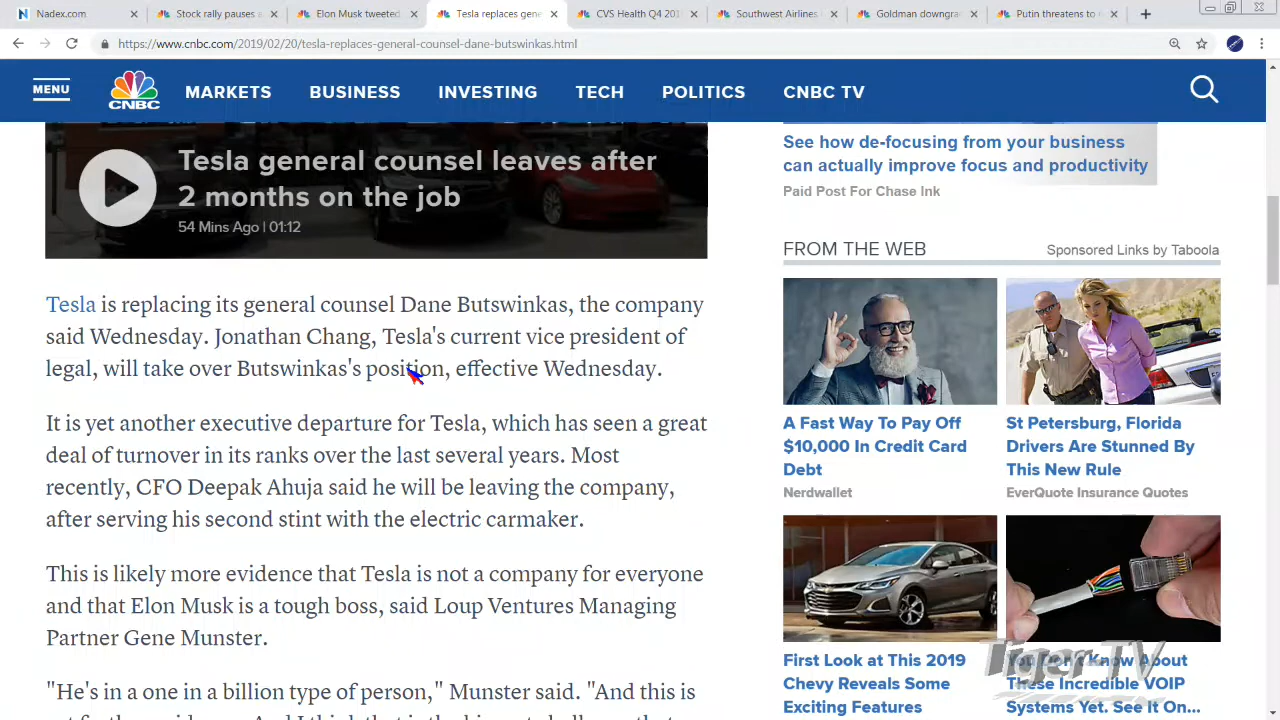 Nadex.com
Stock rally pauses a
Elon Musk tweeted
Tesla replaces gene
CVS Health Q4 201
Southwest Airlines
Goldman downgra
Putin threatens to
https://www.cnbc.com/2019/02/20/tesla-replaces-general-counsel-dane-butswinkas.html
MENU
CNBC
MARKETS
BUSINESS
INVESTING
TECH
POLITICS
CNBC TV
Tesla general counsel leaves after
2 months on the job
54 Mins Ago | 01:12
Tesla is replacing its general counsel Dane Butswinkas, the company
said Wednesday. Jonathan Chang, Tesla's current vice president of
legal, will take over Butswinkas's position, effective Wednesday.
It is yet another executive departure for Tesla, which has seen a great
deal of turnover in its ranks over the last several years. Most
recently, CFO Deepak Ahuja said he will be leaving the company,
after serving his second stint with the electric carmaker.
This is likely more evidence that Tesla is not a company for everyone
and that Elon Musk is a tough boss, said Loup Ventures Managing
Partner Gene Munster.
"He's in a one in a billion type of person," Munster said. "And this is
See how de-focusing from your business
can actually improve focus and productivity
Paid Post For Chase Ink
FROM THE WEB
Sponsored Links by Taboola
A Fast Way To Pay Off
$10,000 In Credit Card
Debt
Nerdwallet
St Petersburg, Florida
Drivers Are Stunned By
This New Rule
EverQuote Insurance Quotes
First Look at This 2019
Chevy Reveals Some
Exciting Features
You Don't Know About
These Incredible VOIP
Systems Yet. See It On...
Tiger-TV